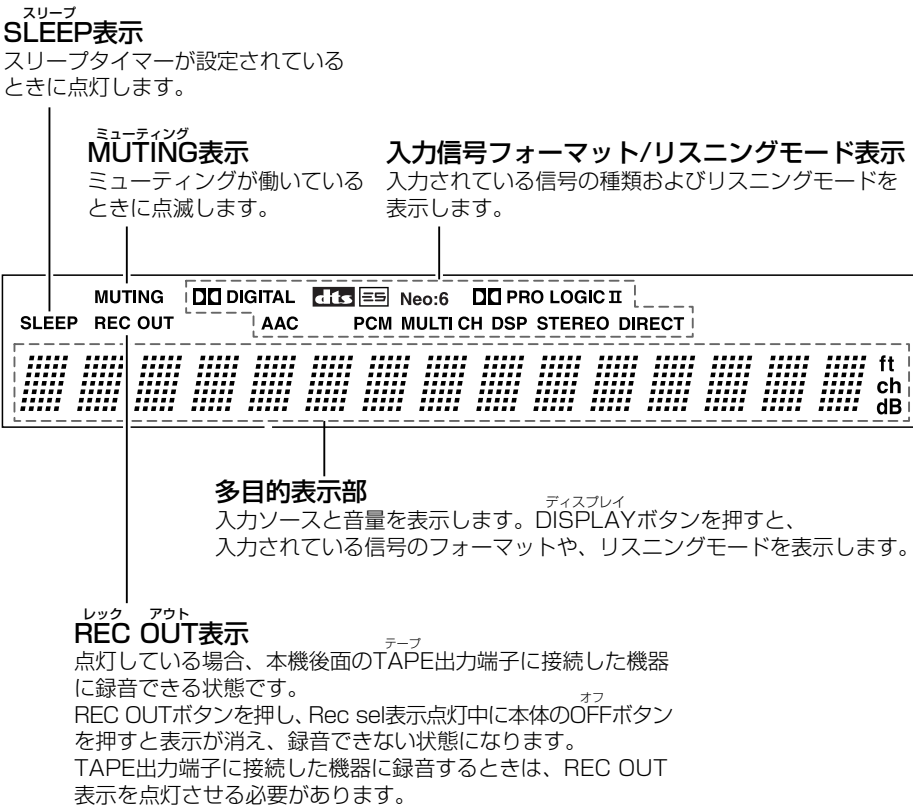 スリープ
SLEEP表示
スリープタイマーが設定されている
ときに点灯します。
ミューティング
MUTING表示
ミューティングが働いている
ときに点滅します。
入力信号フォーマット/リスニングモード表示
入力されている信号の種類およびリスニングモードを
表示します。
MUTING DIGITAL dts ES Neo:6 PRO LOGIC II
SLEEP REC OUT AAC PCM MULTI CH DSP STEREO DIRECT
ft
ch
dB
多目的表示部
ディスプレイ
入力ソースと音量を表示します。DISPLAYボタンを押すと、
入力されている信号のフォーマットや、リスニングモードを表示します。
レック アウト
REC OUT表示
テープ
点灯している場合、本機後面のTAPE出力端子に接続した機器
に録音できる状態です。
オフ
REC OUTボタンを押し、Rec sel表示点灯中に本体のOFFボタン
を押すと表示が消え、録音できない状態になります。
TAPE出力端子に接続した機器に録音するときは、REC OUT
表示を点灯させる必要があります。